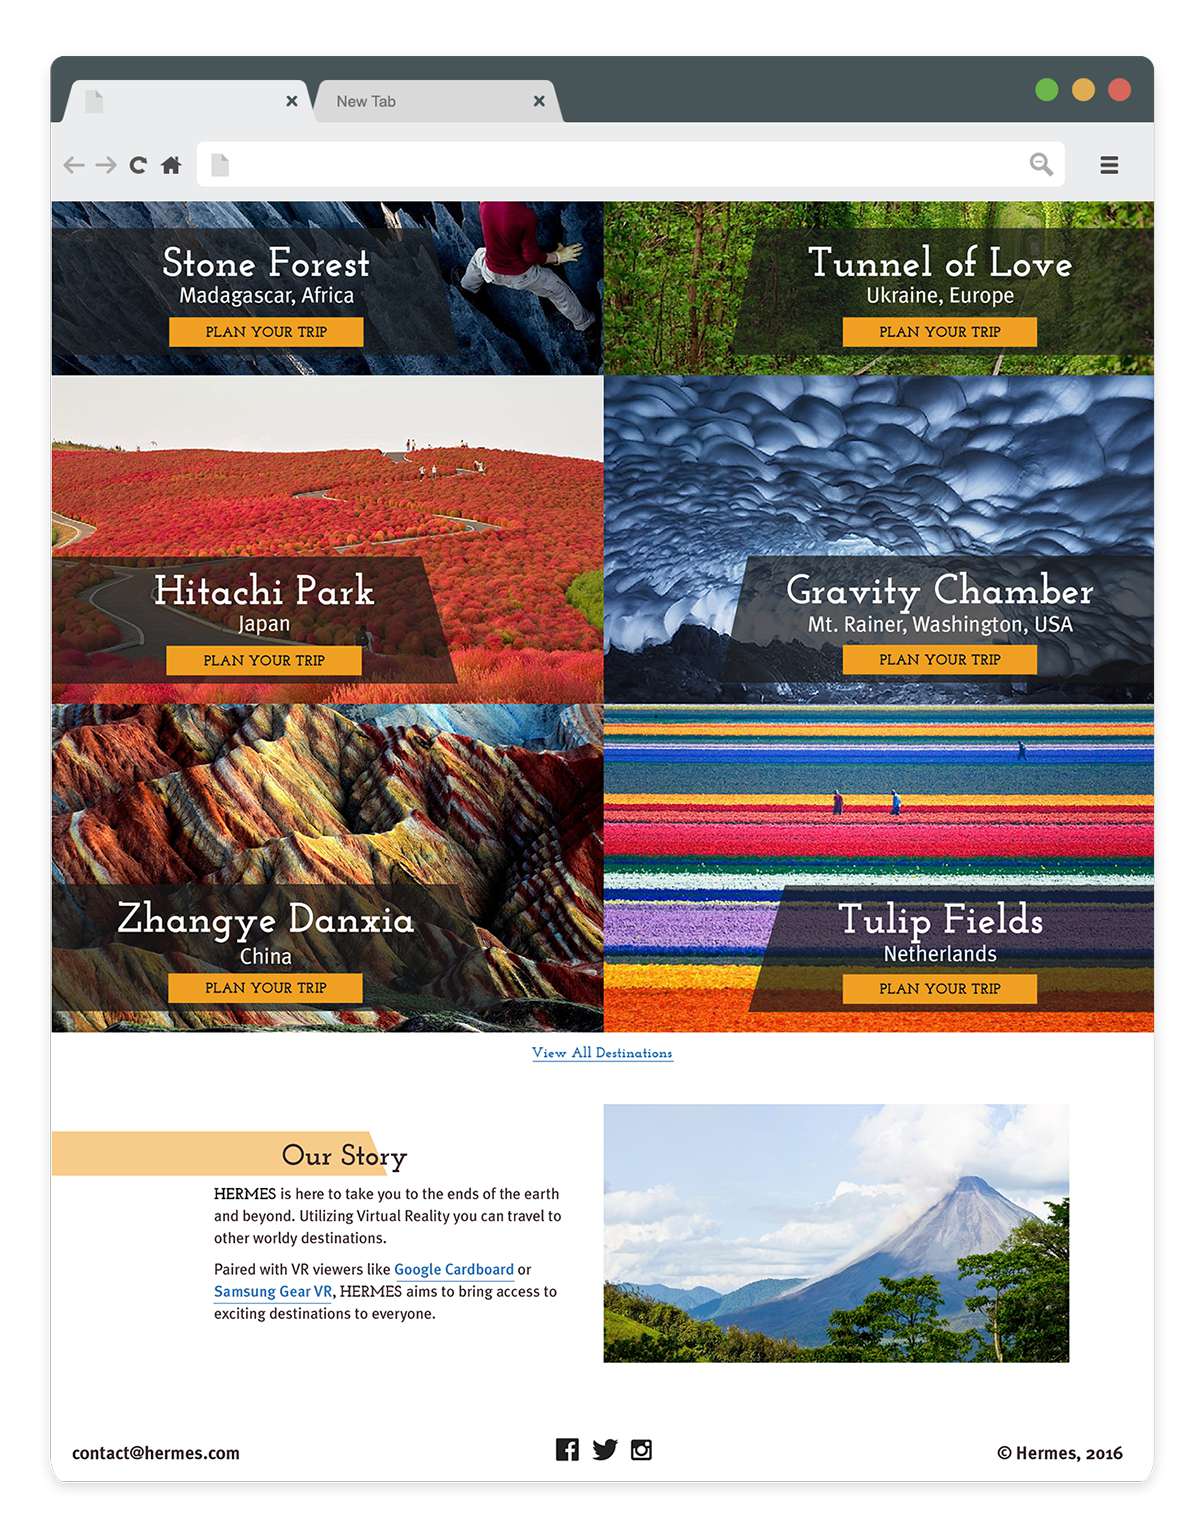 New Tab
Stone Forest
Madagascar, Africa
PLAN YOUR TRIP
Tunnel of Love
Ukraine, Europe
PLAN YOUR TRIP
Hitachi Park
Japan
PLAN YOUR TRIP
Gravity Chamber
Mt. Rainer, Washington, USA
PLAN YOUR TRIP
Zhangye Danxia
China
PLAN YOUR TRIP
Tulip Fields
Netherlands
PLAN YOUR TRIP
View All Destinations
Our Story
HERMES is here to take you to the ends of the earth
and beyond. Utilizing Virtual Reality you can travel to
other worldy destinations.
Paired with VR viewers like Google Cardboard or
Samsung Gear VR, HERMES aims to bring access to
exciting destinations to everyone.
contact@hermes.com
© Hermes, 2016